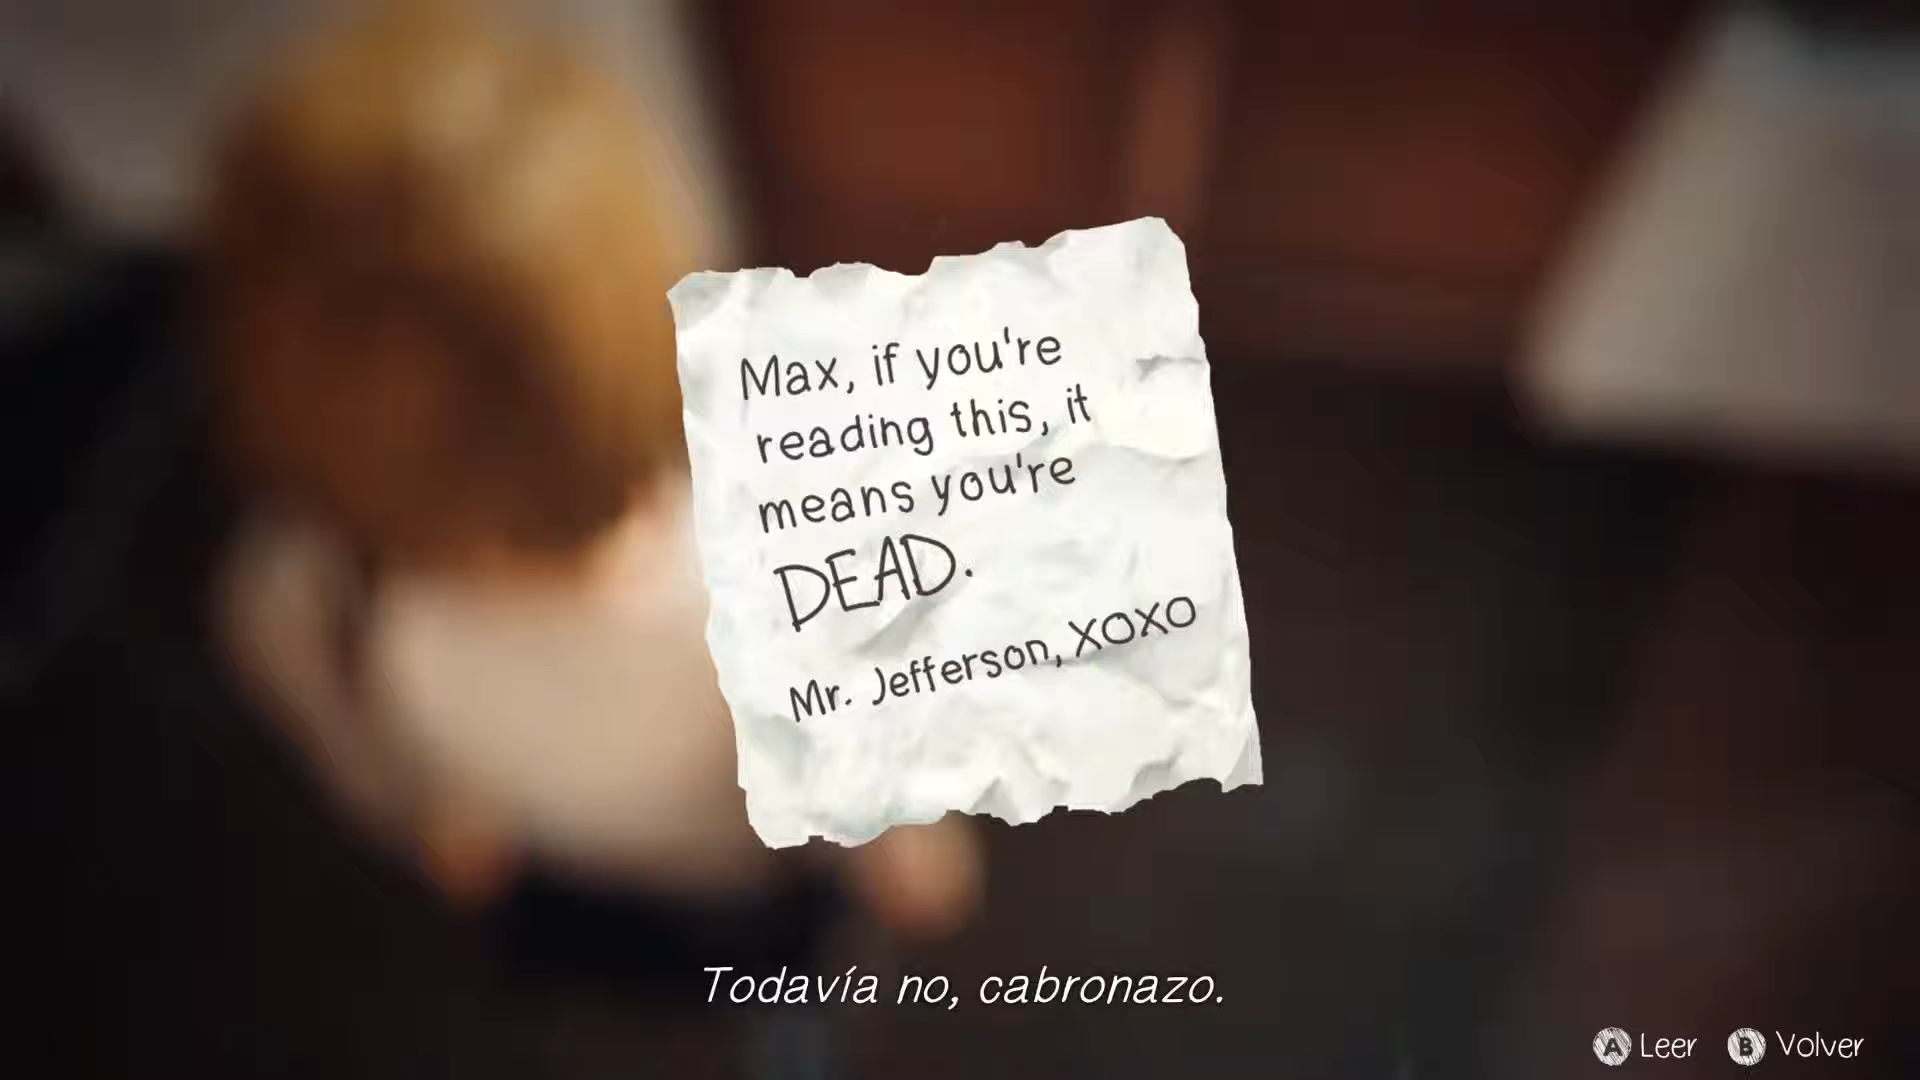 Max, if you're
reading this, it
means you're
DEAD.
Mr. Jefferson, XOXO
Todavía no, cabronazo.
A Leer B Volver